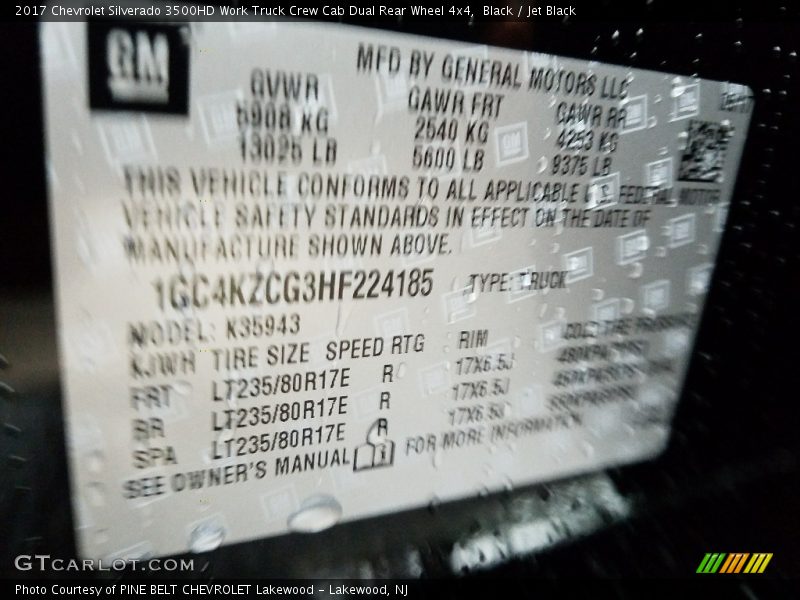 2017 Chevrolet Silverado 3500HD Work Truck Crew Cab Dual Rear Wheel 4x4, Black / Jet Black
GM
MFD BY GENERAL MOTORS LLC
GVWR GAWR FRT GAWR RR
5908 KG 2540 KG 4253 KG
13025 LB 5600 LB 9375 LB
THIS VEHICLE CONFORMS TO ALL APPLICABLE U.S. FEDERAL MOTOR
VEHICLE SAFETY STANDARDS IN EFFECT ON THE DATE OF
MANUFACTURE SHOWN ABOVE.
1GC4KZCG3HF224185 TYPE: TRUCK
MODEL: K35943
KJWH TIRE SIZE SPEED RTG RIM COLD TIRE PRESSURE
FRT LT235/80R17E R 17X6.5J
RR LT235/80R17E R 17X6.5J
SPA LT235/80R17E R 17X6.5J
SEE OWNER'S MANUAL FOR MORE INFORMATION
GTCARLOT.COM
Photo Courtesy of PINE BELT CHEVROLET Lakewood - Lakewood, NJ